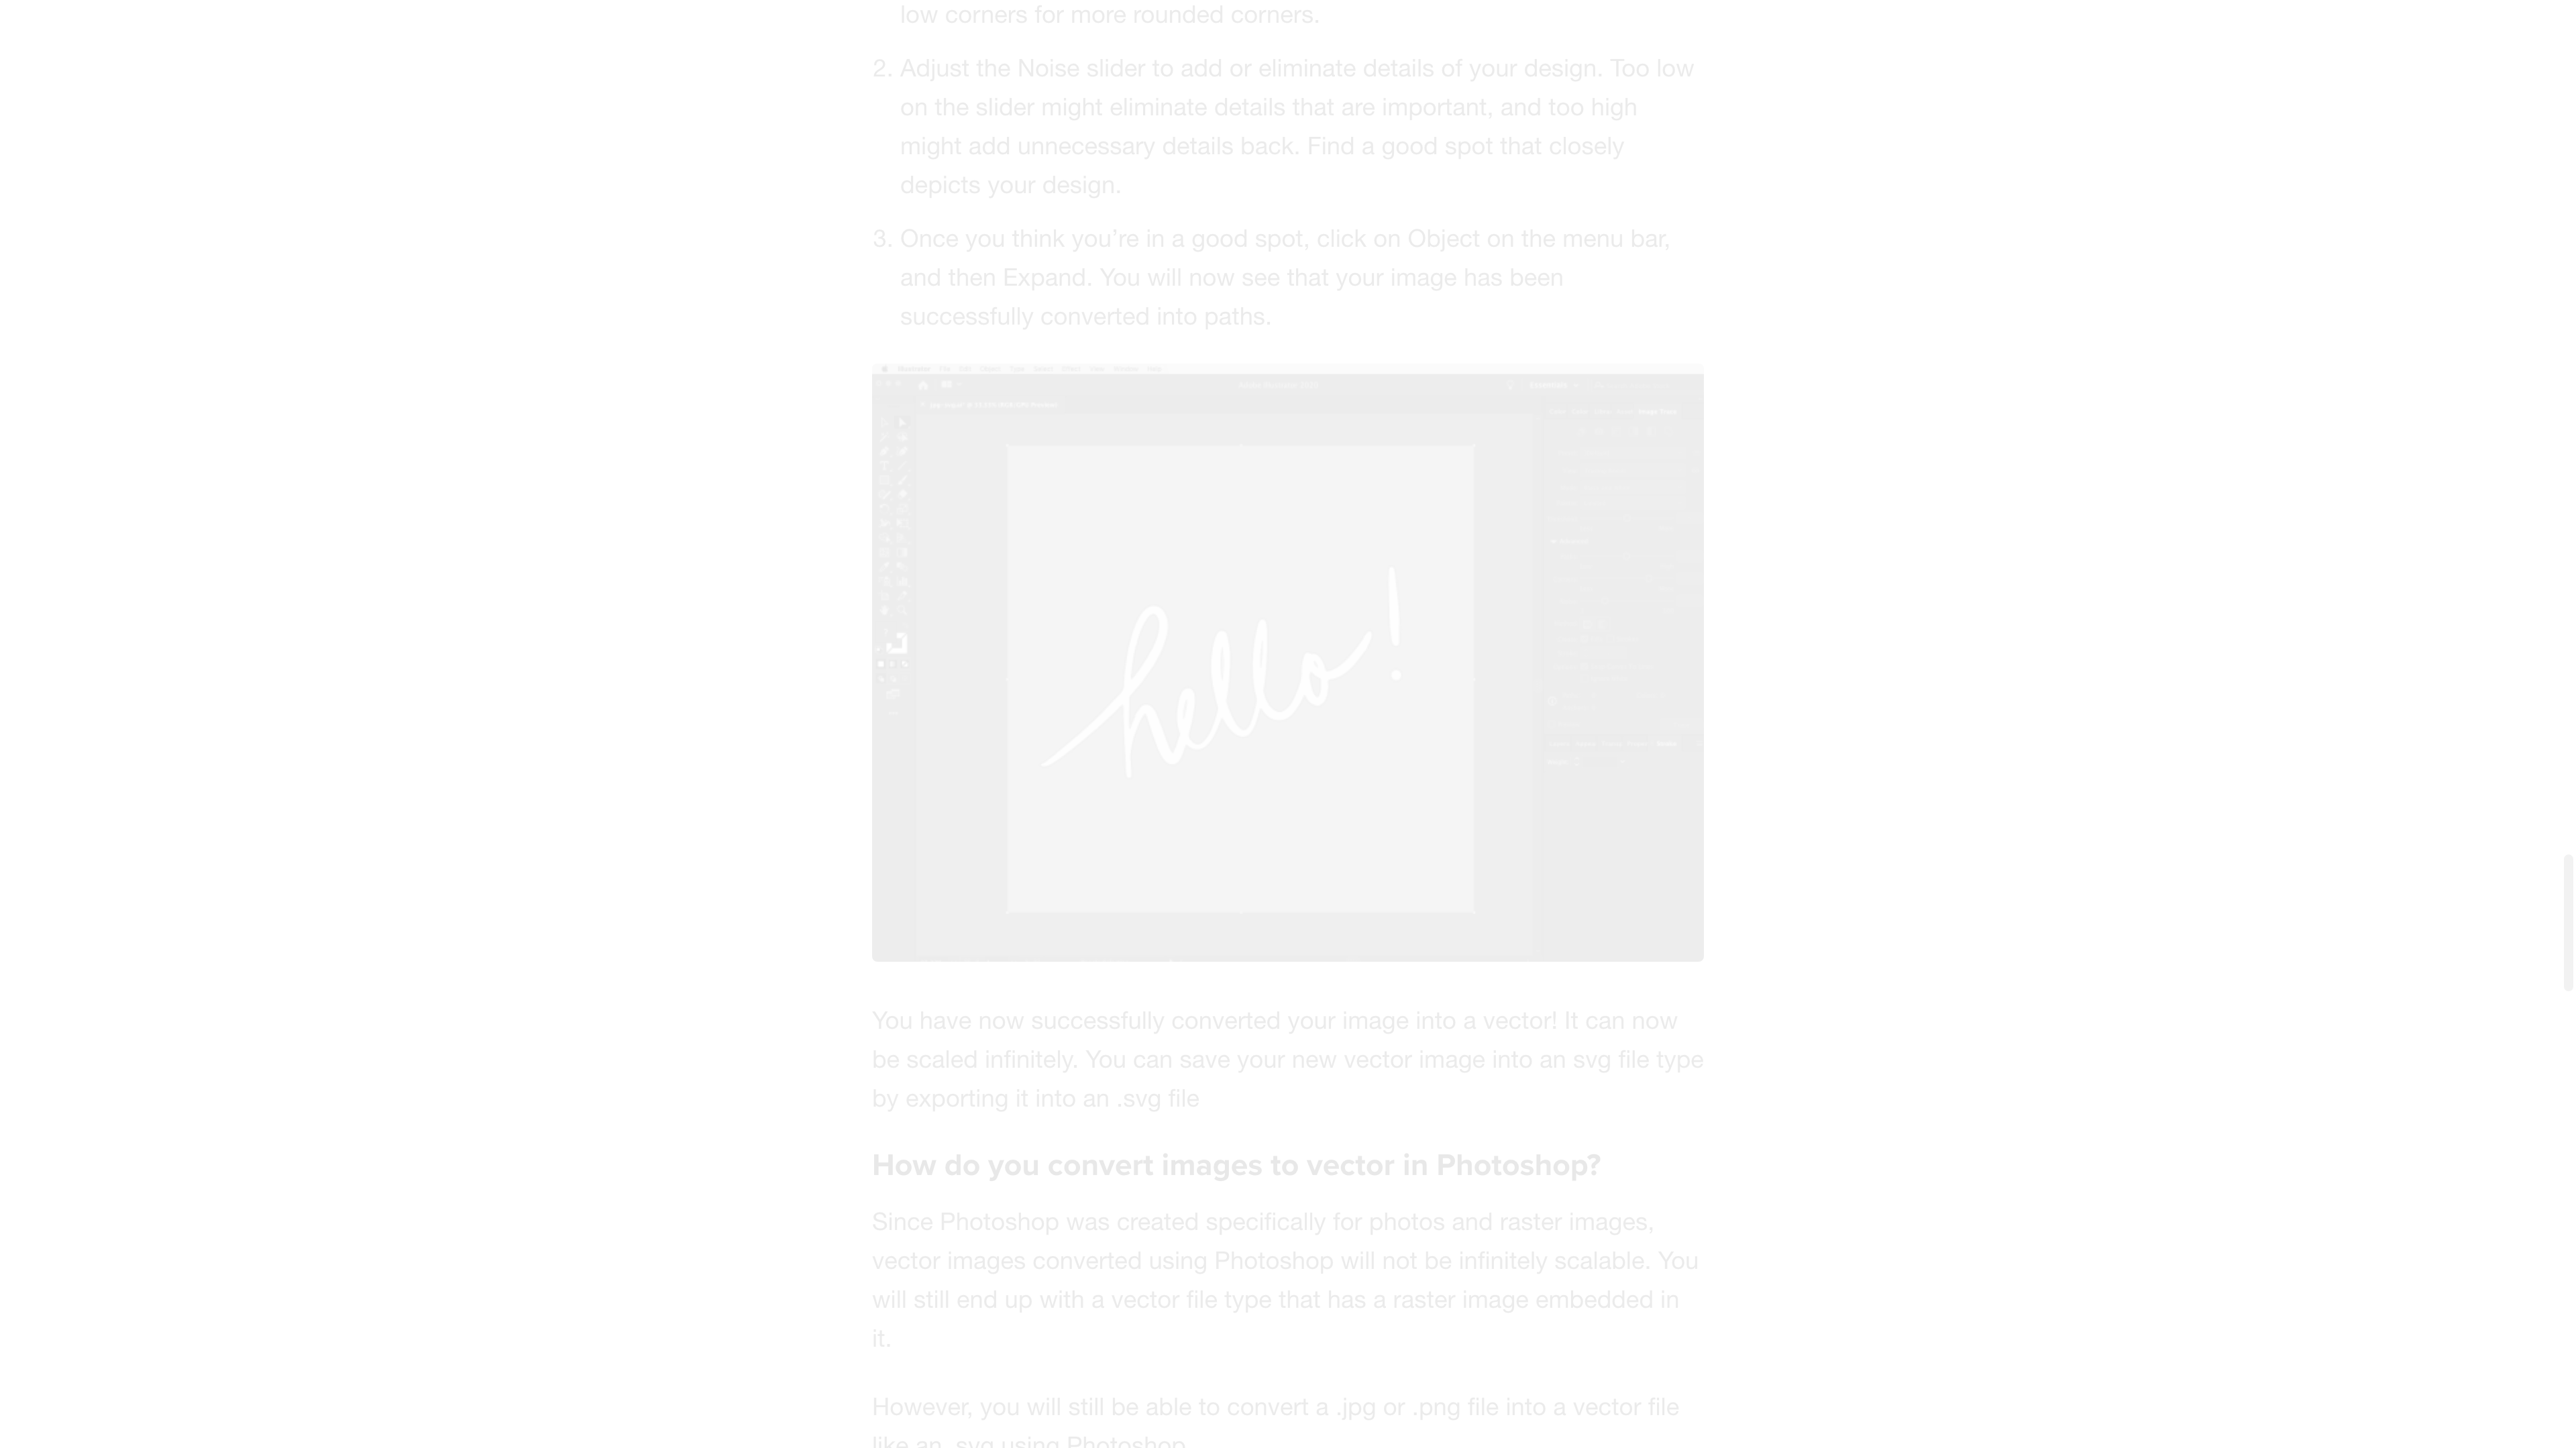 low corners for more rounded corners.
2. Adjust the Noise slider to add or eliminate details of your design. Too low
on the slider might eliminate details that are important, and too high
might add unnecessary details back. Find a good spot that closely
depicts your design.
3. Once you think you’re in a good spot, click on Object on the menu bar,
and then Expand. You will now see that your image has been
successfully converted into paths.
hello!
You have now successfully converted your image into a vector! It can now
be scaled infinitely. You can save your new vector image into an svg file type
by exporting it into an .svg file
How do you convert images to vector in Photoshop?
Since Photoshop was created specifically for photos and raster images,
vector images converted using Photoshop will not be infinitely scalable. You
will still end up with a vector file type that has a raster image embedded in
it.
However, you will still be able to convert a .jpg or .png file into a vector file
like an .svg using Photoshop